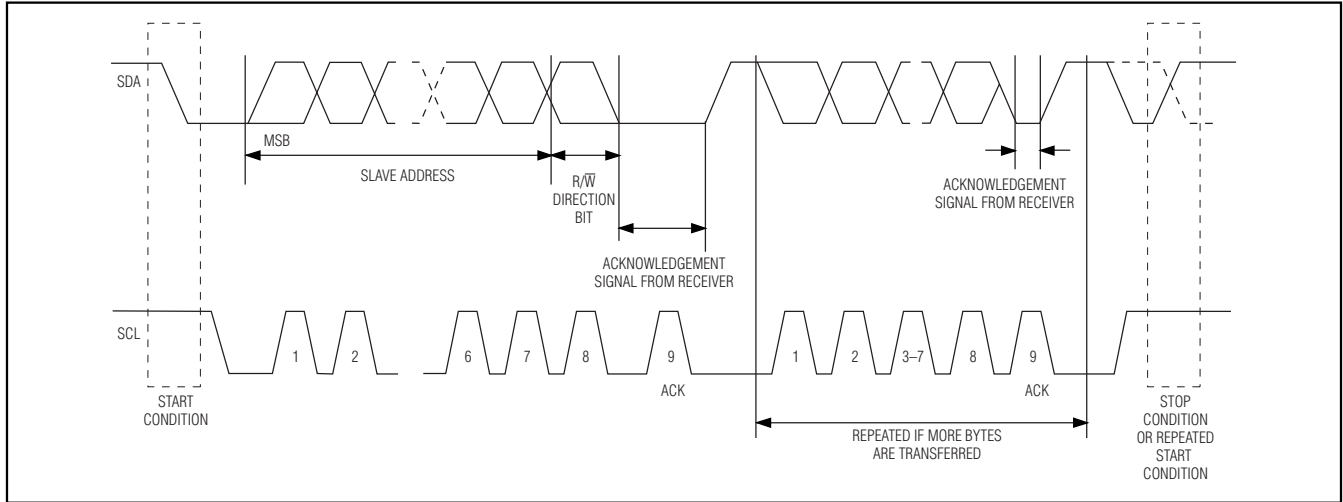 SDA
MSB
SLAVE ADDRESS
R/W̅
DIRECTION
BIT
ACKNOWLEDGEMENT
SIGNAL FROM RECEIVER
ACKNOWLEDGEMENT
SIGNAL FROM RECEIVER
SCL
1 2 6 7 8 9 1 2 3–7 8 9
ACK ACK
START
CONDITION
REPEATED IF MORE BYTES
ARE TRANSFERRED
STOP
CONDITION
OR REPEATED
START
CONDITION